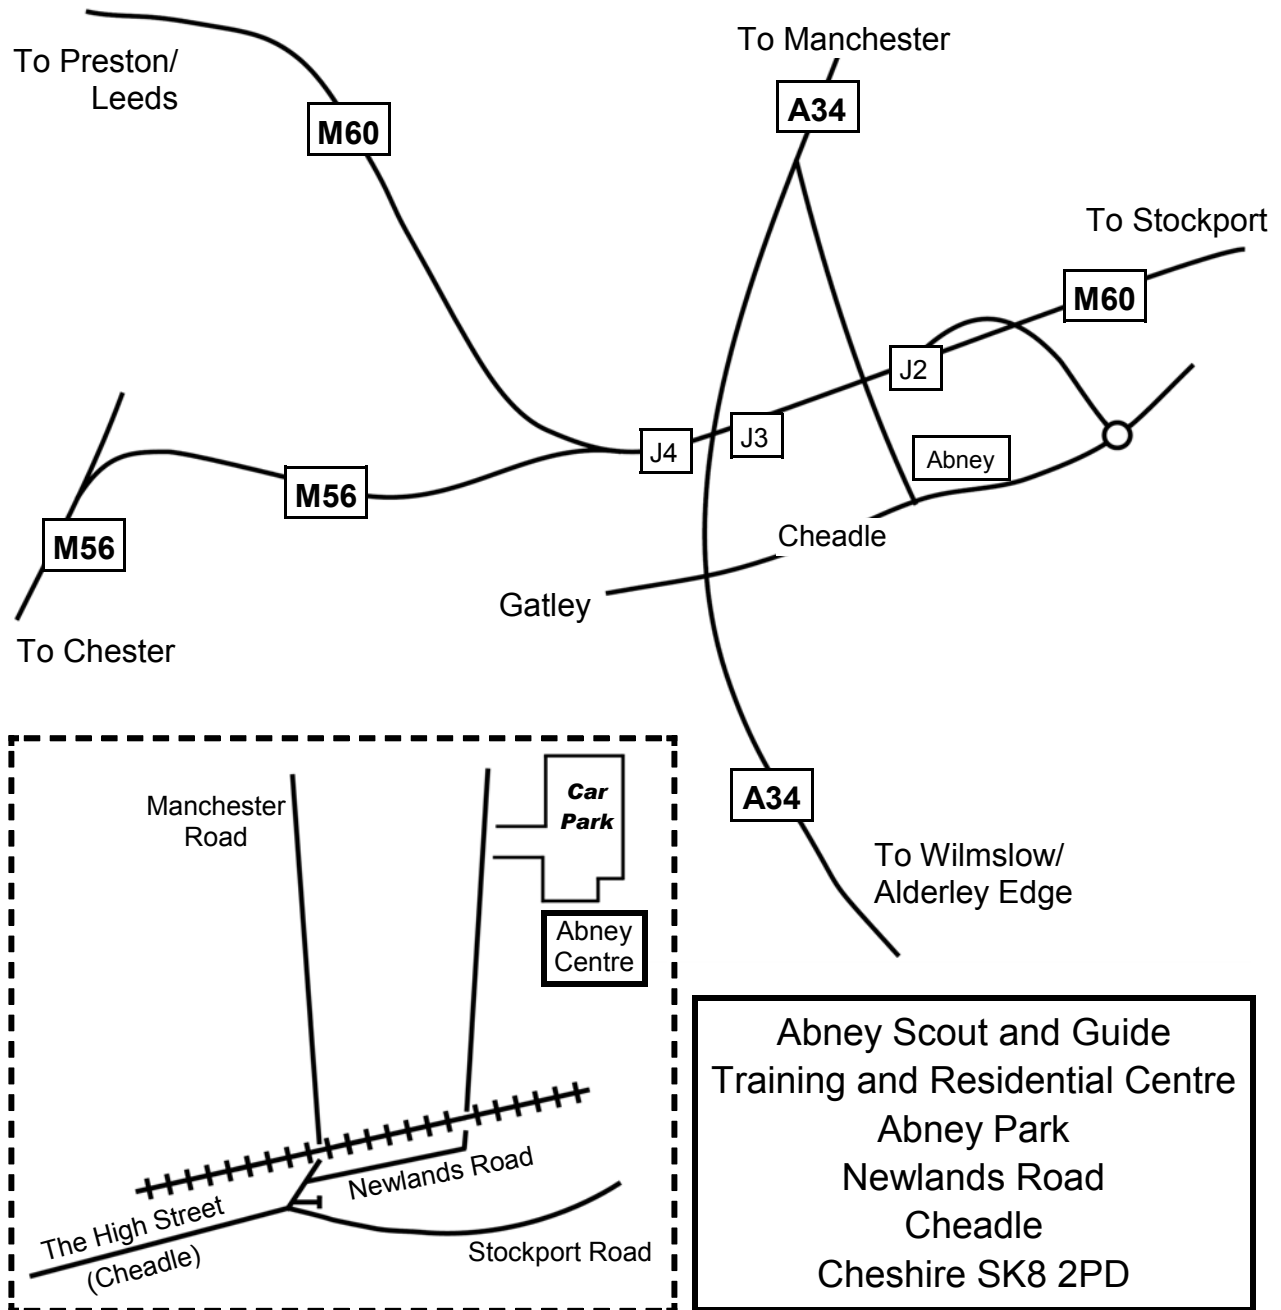 To Preston/
Leeds
M60
To Manchester
A34
To Stockport
M60
J2
J3
J4
Abney
M56
M56
Cheadle
Gatley
To Chester
A34
To Wilmslow/
Alderley Edge
Manchester
Road
Car
Park
Abney
Centre
Newlands Road
The High Street
(Cheadle)
Stockport Road
Abney Scout and Guide
Training and Residential Centre
Abney Park
Newlands Road
Cheadle
Cheshire SK8 2PD